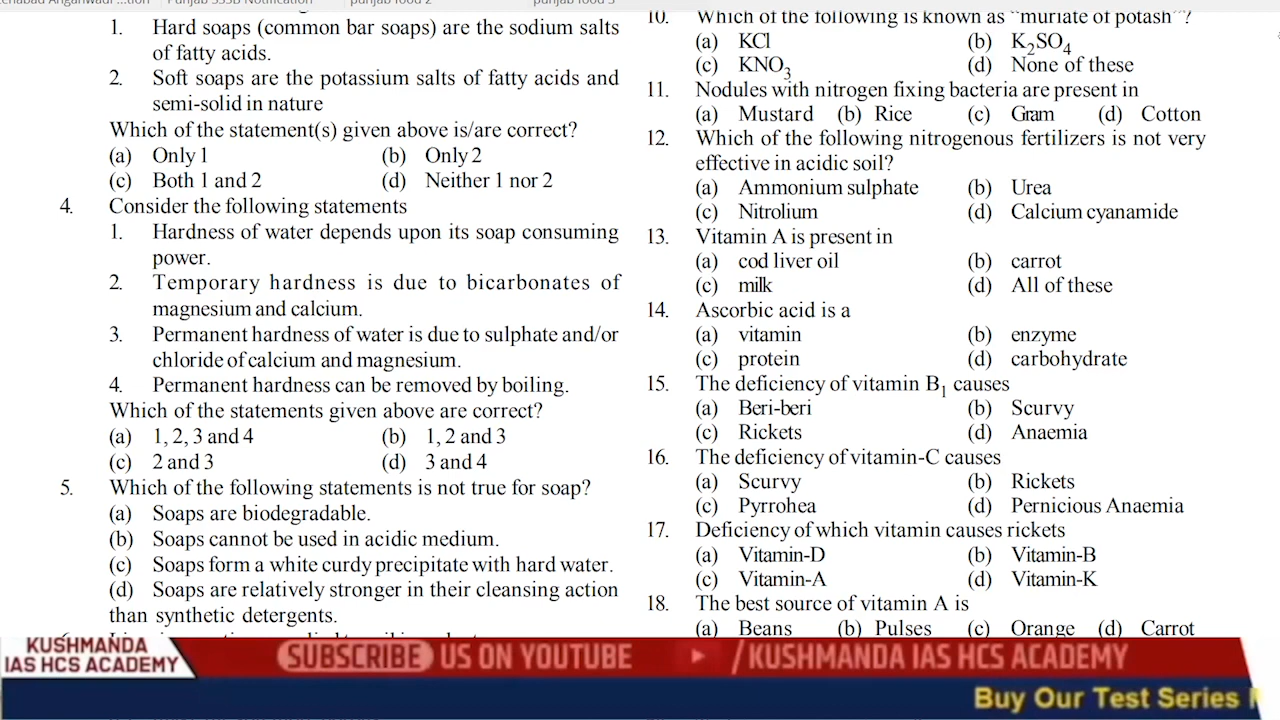 Punjab SSSB Notification
punjab food 2
punjab food 3
1. Hard soaps (common bar soaps) are the sodium salts
of fatty acids.
2. Soft soaps are the potassium salts of fatty acids and
semi-solid in nature
Which of the statement(s) given above is/are correct?
(a) Only 1 (b) Only 2
(c) Both 1 and 2 (d) Neither 1 nor 2
4. Consider the following statements
1. Hardness of water depends upon its soap consuming
power.
2. Temporary hardness is due to bicarbonates of
magnesium and calcium.
3. Permanent hardness of water is due to sulphate and/or
chloride of calcium and magnesium.
4. Permanent hardness can be removed by boiling.
Which of the statements given above are correct?
(a) 1, 2, 3 and 4 (b) 1, 2 and 3
(c) 2 and 3 (d) 3 and 4
5. Which of the following statements is not true for soap?
(a) Soaps are biodegradable.
(b) Soaps cannot be used in acidic medium.
(c) Soaps form a white curdy precipitate with hard water.
(d) Soaps are relatively stronger in their cleansing action
than synthetic detergents.
10. Which of the following is known as "muriate of potash"?
(a) KCl (b) K₂SO₄
(c) KNO₃ (d) None of these
11. Nodules with nitrogen fixing bacteria are present in
(a) Mustard (b) Rice (c) Gram (d) Cotton
12. Which of the following nitrogenous fertilizers is not very
effective in acidic soil?
(a) Ammonium sulphate (b) Urea
(c) Nitrolium (d) Calcium cyanamide
13. Vitamin A is present in
(a) cod liver oil (b) carrot
(c) milk (d) All of these
14. Ascorbic acid is a
(a) vitamin (b) enzyme
(c) protein (d) carbohydrate
15. The deficiency of vitamin B₁ causes
(a) Beri-beri (b) Scurvy
(c) Rickets (d) Anaemia
16. The deficiency of vitamin-C causes
(a) Scurvy (b) Rickets
(c) Pyrrohea (d) Pernicious Anaemia
17. Deficiency of which vitamin causes rickets
(a) Vitamin-D (b) Vitamin-B
(c) Vitamin-A (d) Vitamin-K
18. The best source of vitamin A is
(a) Beans (b) Pulses (c) Orange (d) Carrot
KUSHMANDA
IAS HCS ACADEMY
SUBSCRIBE US ON YOUTUBE /KUSHMANDA IAS HCS ACADEMY
Buy Our Test Series